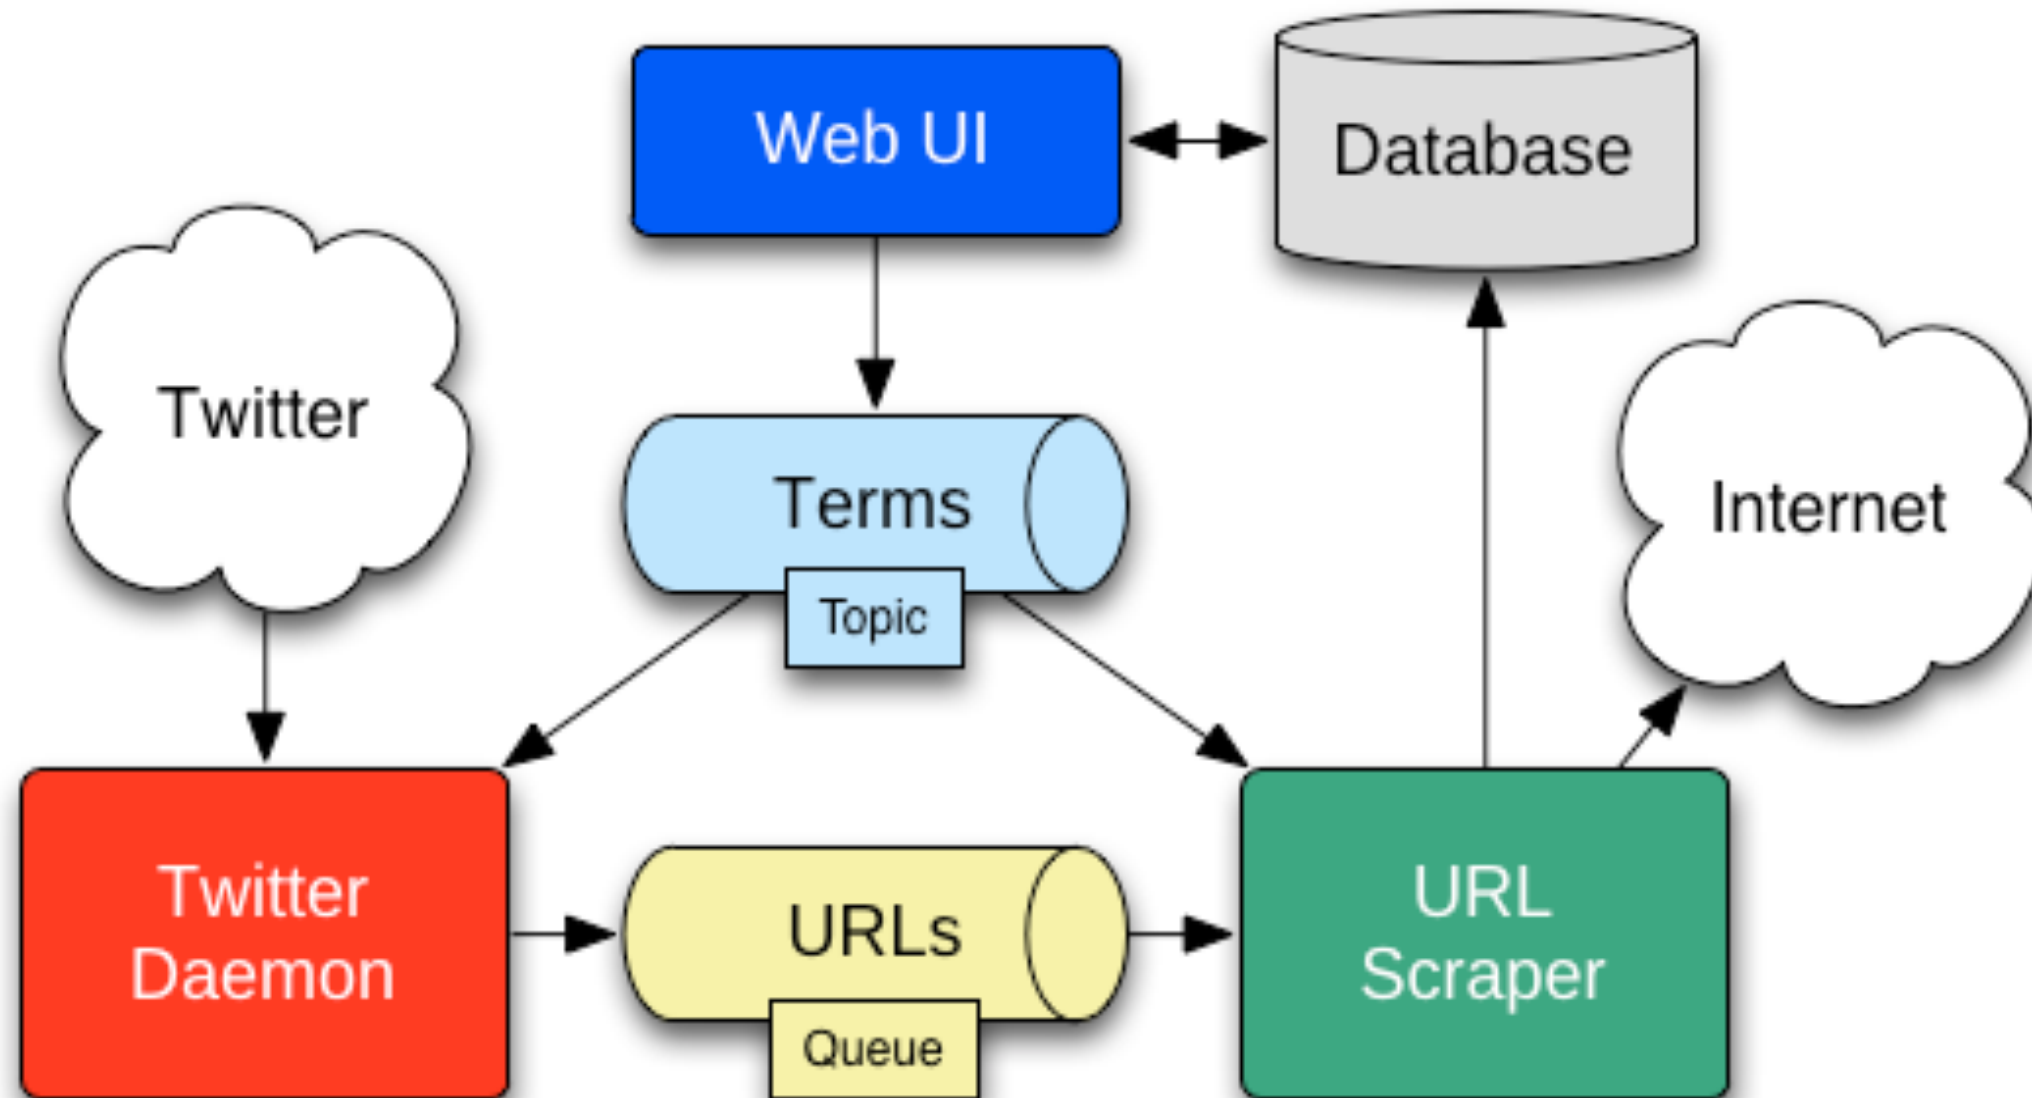 Web UI
Database
Twitter
Terms
Topic
Internet
Twitter
Daemon
URLs
Queue
URL
Scraper